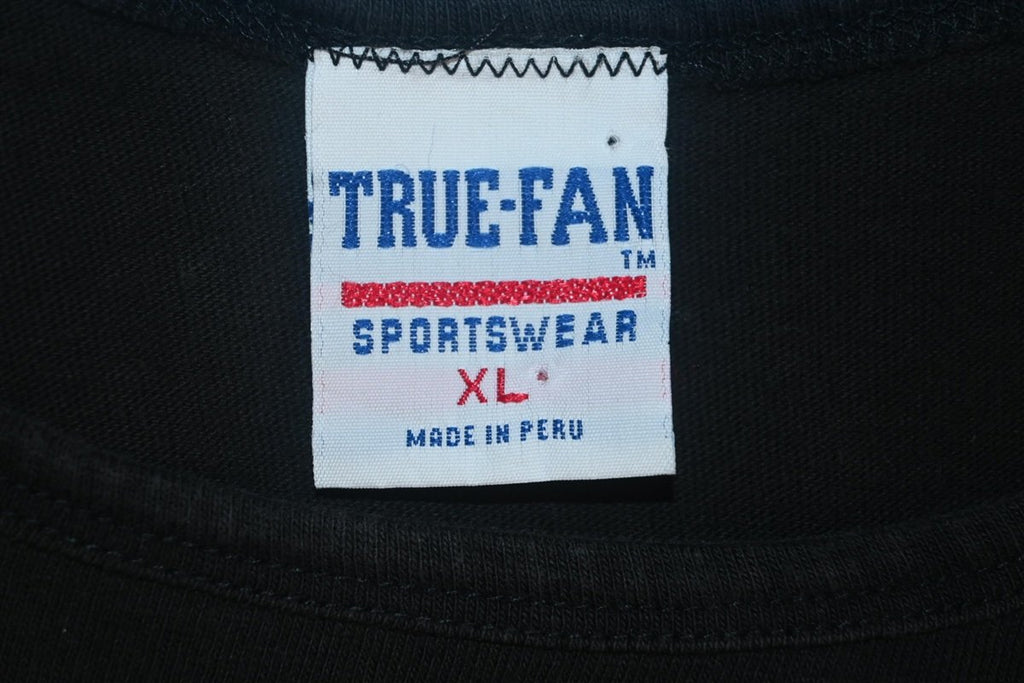 TRUE-FAN
TM
SPORTSWEAR
XL
MADE IN PERU